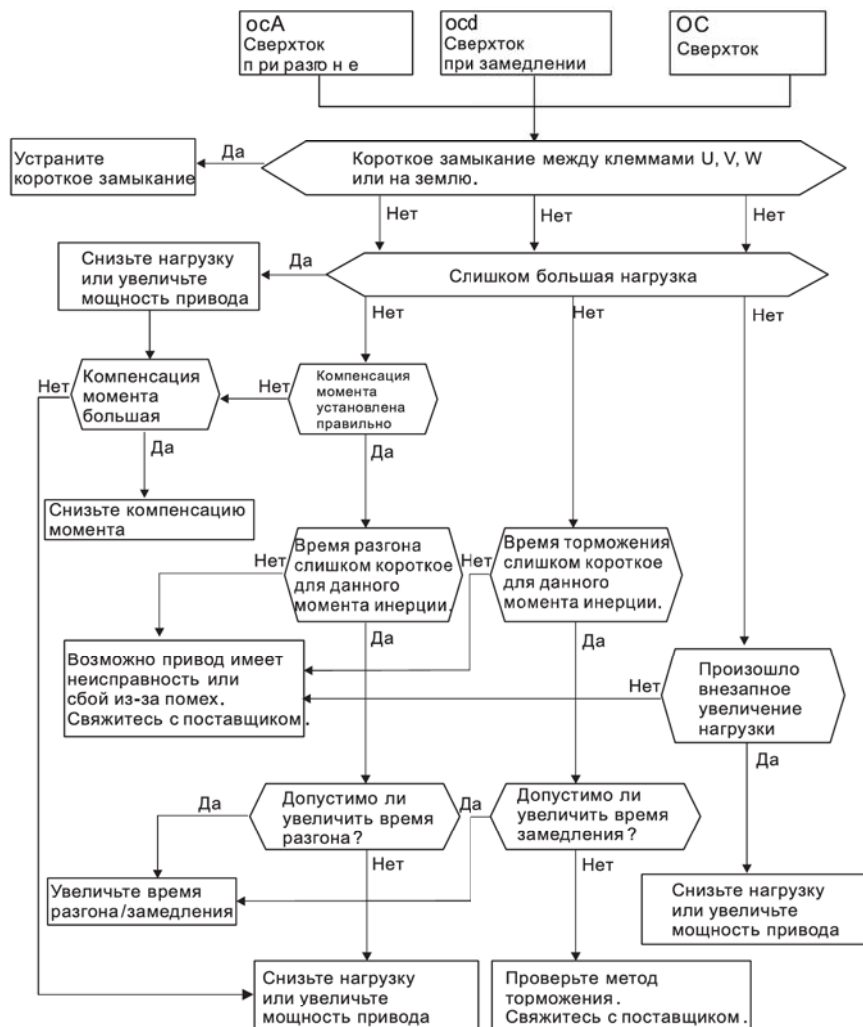 ocA
Сверхток
при разгоне
ocd
Сверхток
при замедлении
OC
Сверхток
Устраните
короткое замыкание
Да
Короткое замыкание между клеммами U, V, W
или на землю.
Нет
Нет
Нет
Снизьте нагрузку
или увеличьте
мощность привода
Да
Слишком большая нагрузка
Нет
Нет
Нет
Нет
Компенсация
момента
большая
Нет
Компенсация
момента
установлена
правильно
Да
Да
Снизьте компенсацию
момента
Нет
Время разгона
слишком короткое
для данного
момента инерции.
Нет
Время торможения
слишком короткое
для данного
момента инерции.
Да
Да
Возможно привод имеет
неисправность или
сбой из-за помех.
Свяжитесь с поставщиком.
Нет
Произошло
внезапное
увеличение
нагрузки
Да
Да
Допустимо ли
увеличить время
разгона?
Да
Допустимо ли
увеличить время
замедления?
Нет
Нет
Увеличьте время
разгона/замедления
Снизьте нагрузку
или увеличьте
мощность привода
Снизьте нагрузку
или увеличьте
мощность привода
Проверьте метод
торможения.
Свяжитесь с поставщиком.